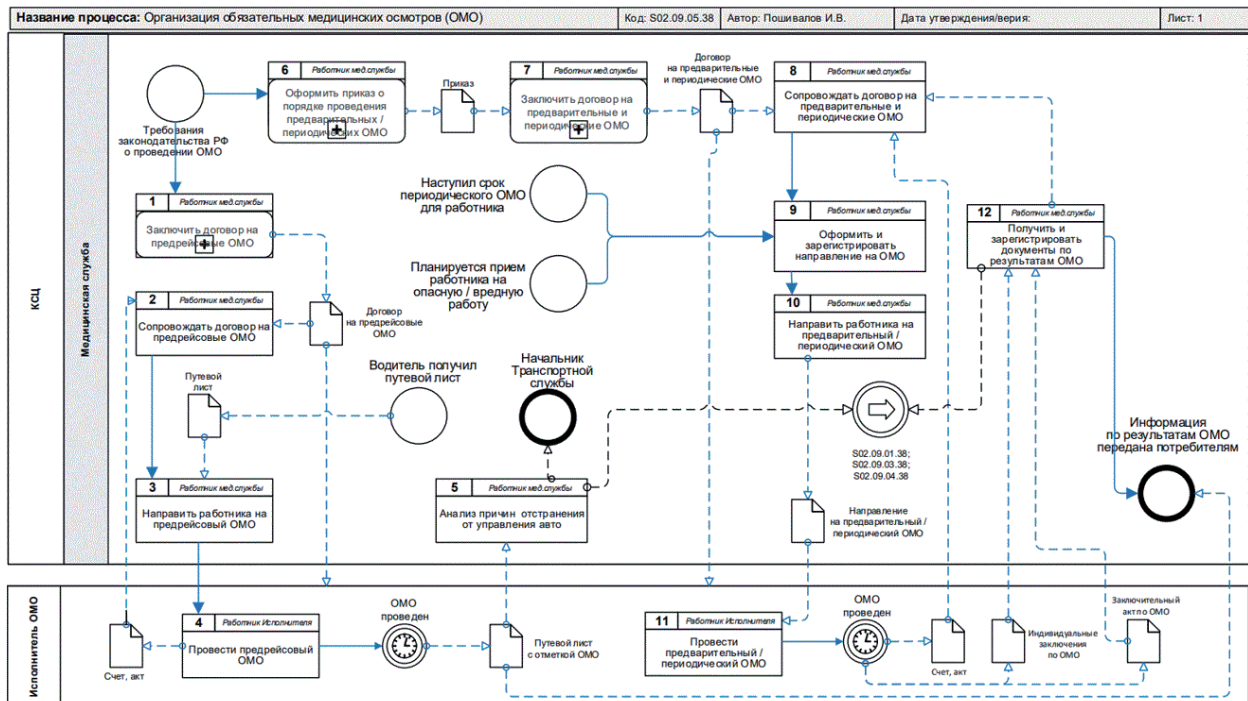 Название процесса: Организация обязательных медицинских осмотров (ОМО)
Код: S02.09.05.38
Автор: Пошивалов И.В.
Дата утверждения/верия:
Лист: 1
КСЦ
Медицинская служба
Требования
законодательства РФ
о проведении ОМО
6
Работник мед.службы
Оформить приказ о
порядке проведения
предварительных /
периодических ОМО
Приказ
7
Работник мед.службы
Заключить договор на
предварительные и
периодические ОМО
Договор
на предварительные
и периодические ОМО
8
Работник мед.службы
Сопровождать договор на
предварительные и
периодические ОМО
1
Работник мед.службы
Заключить договор на
предрейсовые ОМО
Наступил срок
периодического ОМО
для работника
9
Работник мед.службы
Оформить и
зарегистрировать
направление на ОМО
12
Работник мед.службы
Получить и
зарегистрировать
документы по
результатам ОМО
Планируется прием
работника на
опасную / вредную
работу
2
Работник мед.службы
Сопровождать договор на
предрейсовые ОМО
Договор
на предрейсовые
ОМО
10
Работник мед.службы
Направить работника на
предварительный /
периодический ОМО
Путевой
лист
Водитель получил
путевой лист
Начальник
Транспортной
службы
S02.09.01.38;
S02.09.03.38;
S02.09.04.38
Информация
по результатам ОМО
передана потребителям
3
Работник мед.службы
Направить работника на
предрейсовый ОМО
5
Работник мед.службы
Анализ причин отстранения
от управления авто
Направление
на предварительный /
периодический ОМО
Исполнитель ОМО
Счет, акт
4
Работник Исполнителя
Провести предрейсовый
ОМО
ОМО
проведен
Путевой лист
с отметкой ОМО
11
Работник Исполнителя
Провести
предварительный /
периодический ОМО
ОМО
проведен
Счет, акт
Индивидуальные
заключения
по ОМО
Заключительный
акт по ОМО